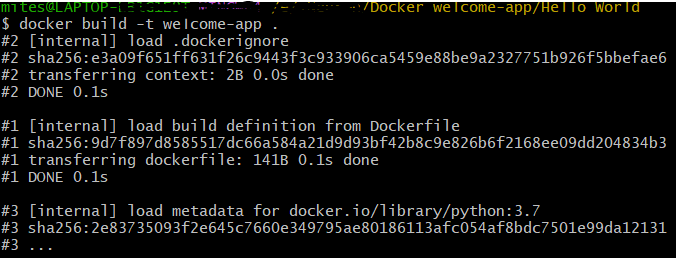 mites@LAPTOP- /Docker welcome-app/Hello World
$ docker build -t welcome-app .
#2 [internal] load .dockerignore
#2 sha256:e3a09f651ff631f26c9443f3c933906ca5459e88be9a2327751b926f5bbefae6
#2 transferring context: 2B 0.0s done
#2 DONE 0.1s
#1 [internal] load build definition from Dockerfile
#1 sha256:9d7f897d8585517dc66a584a21d9d93bf42b8c9e826b6f2168ee09dd204834b3
#1 transferring dockerfile: 141B 0.1s done
#1 DONE 0.1s
#3 [internal] load metadata for docker.io/library/python:3.7
#3 sha256:2e83735093f2e645c7660e349795ae80186113afc054af8bdc7501e99da12131
#3 ...